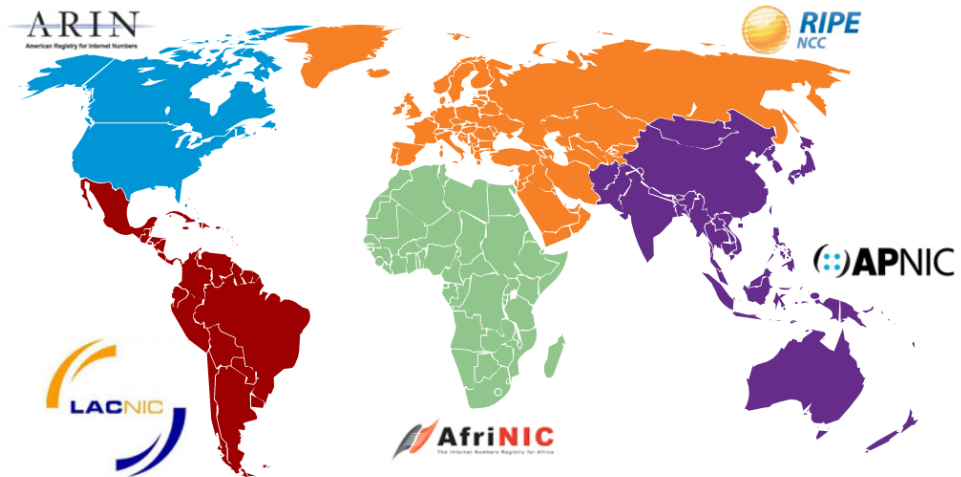 ARIN
American Registry for Internet Numbers
RIPE
NCC
APNIC
LACNIC
AfriNIC
The Internet Numbers Registry for Africa